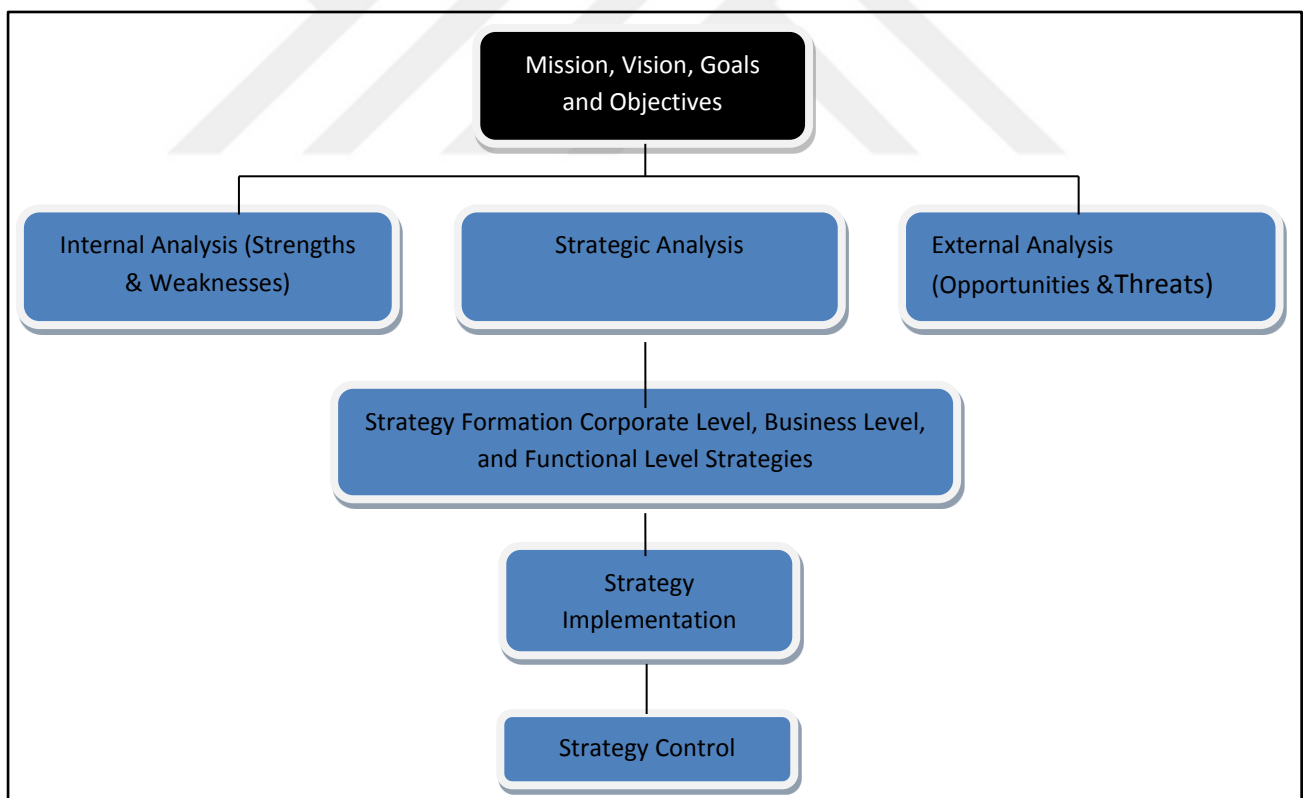 Mission, Vision, Goals
and Objectives
Internal Analysis (Strengths
& Weaknesses)
Strategic Analysis
External Analysis
(Opportunities &Threats)
Strategy Formation Corporate Level, Business Level,
and Functional Level Strategies
Strategy
Implementation
Strategy Control